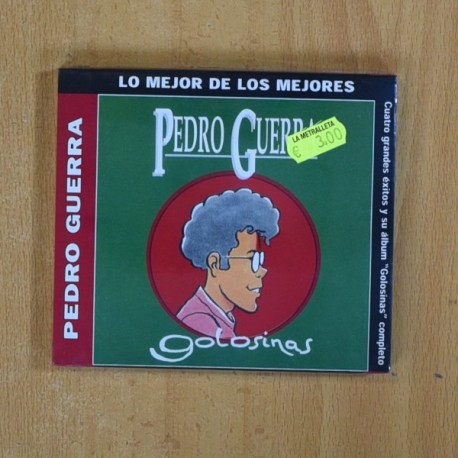 LO MEJOR DE LOS MEJORES
PEDRO GUERRA
PEDRO GUERRA
LA METRALLETA
€ 3,00
golosinas
Cuatro grandes éxitos y su album "Golosinas" completo